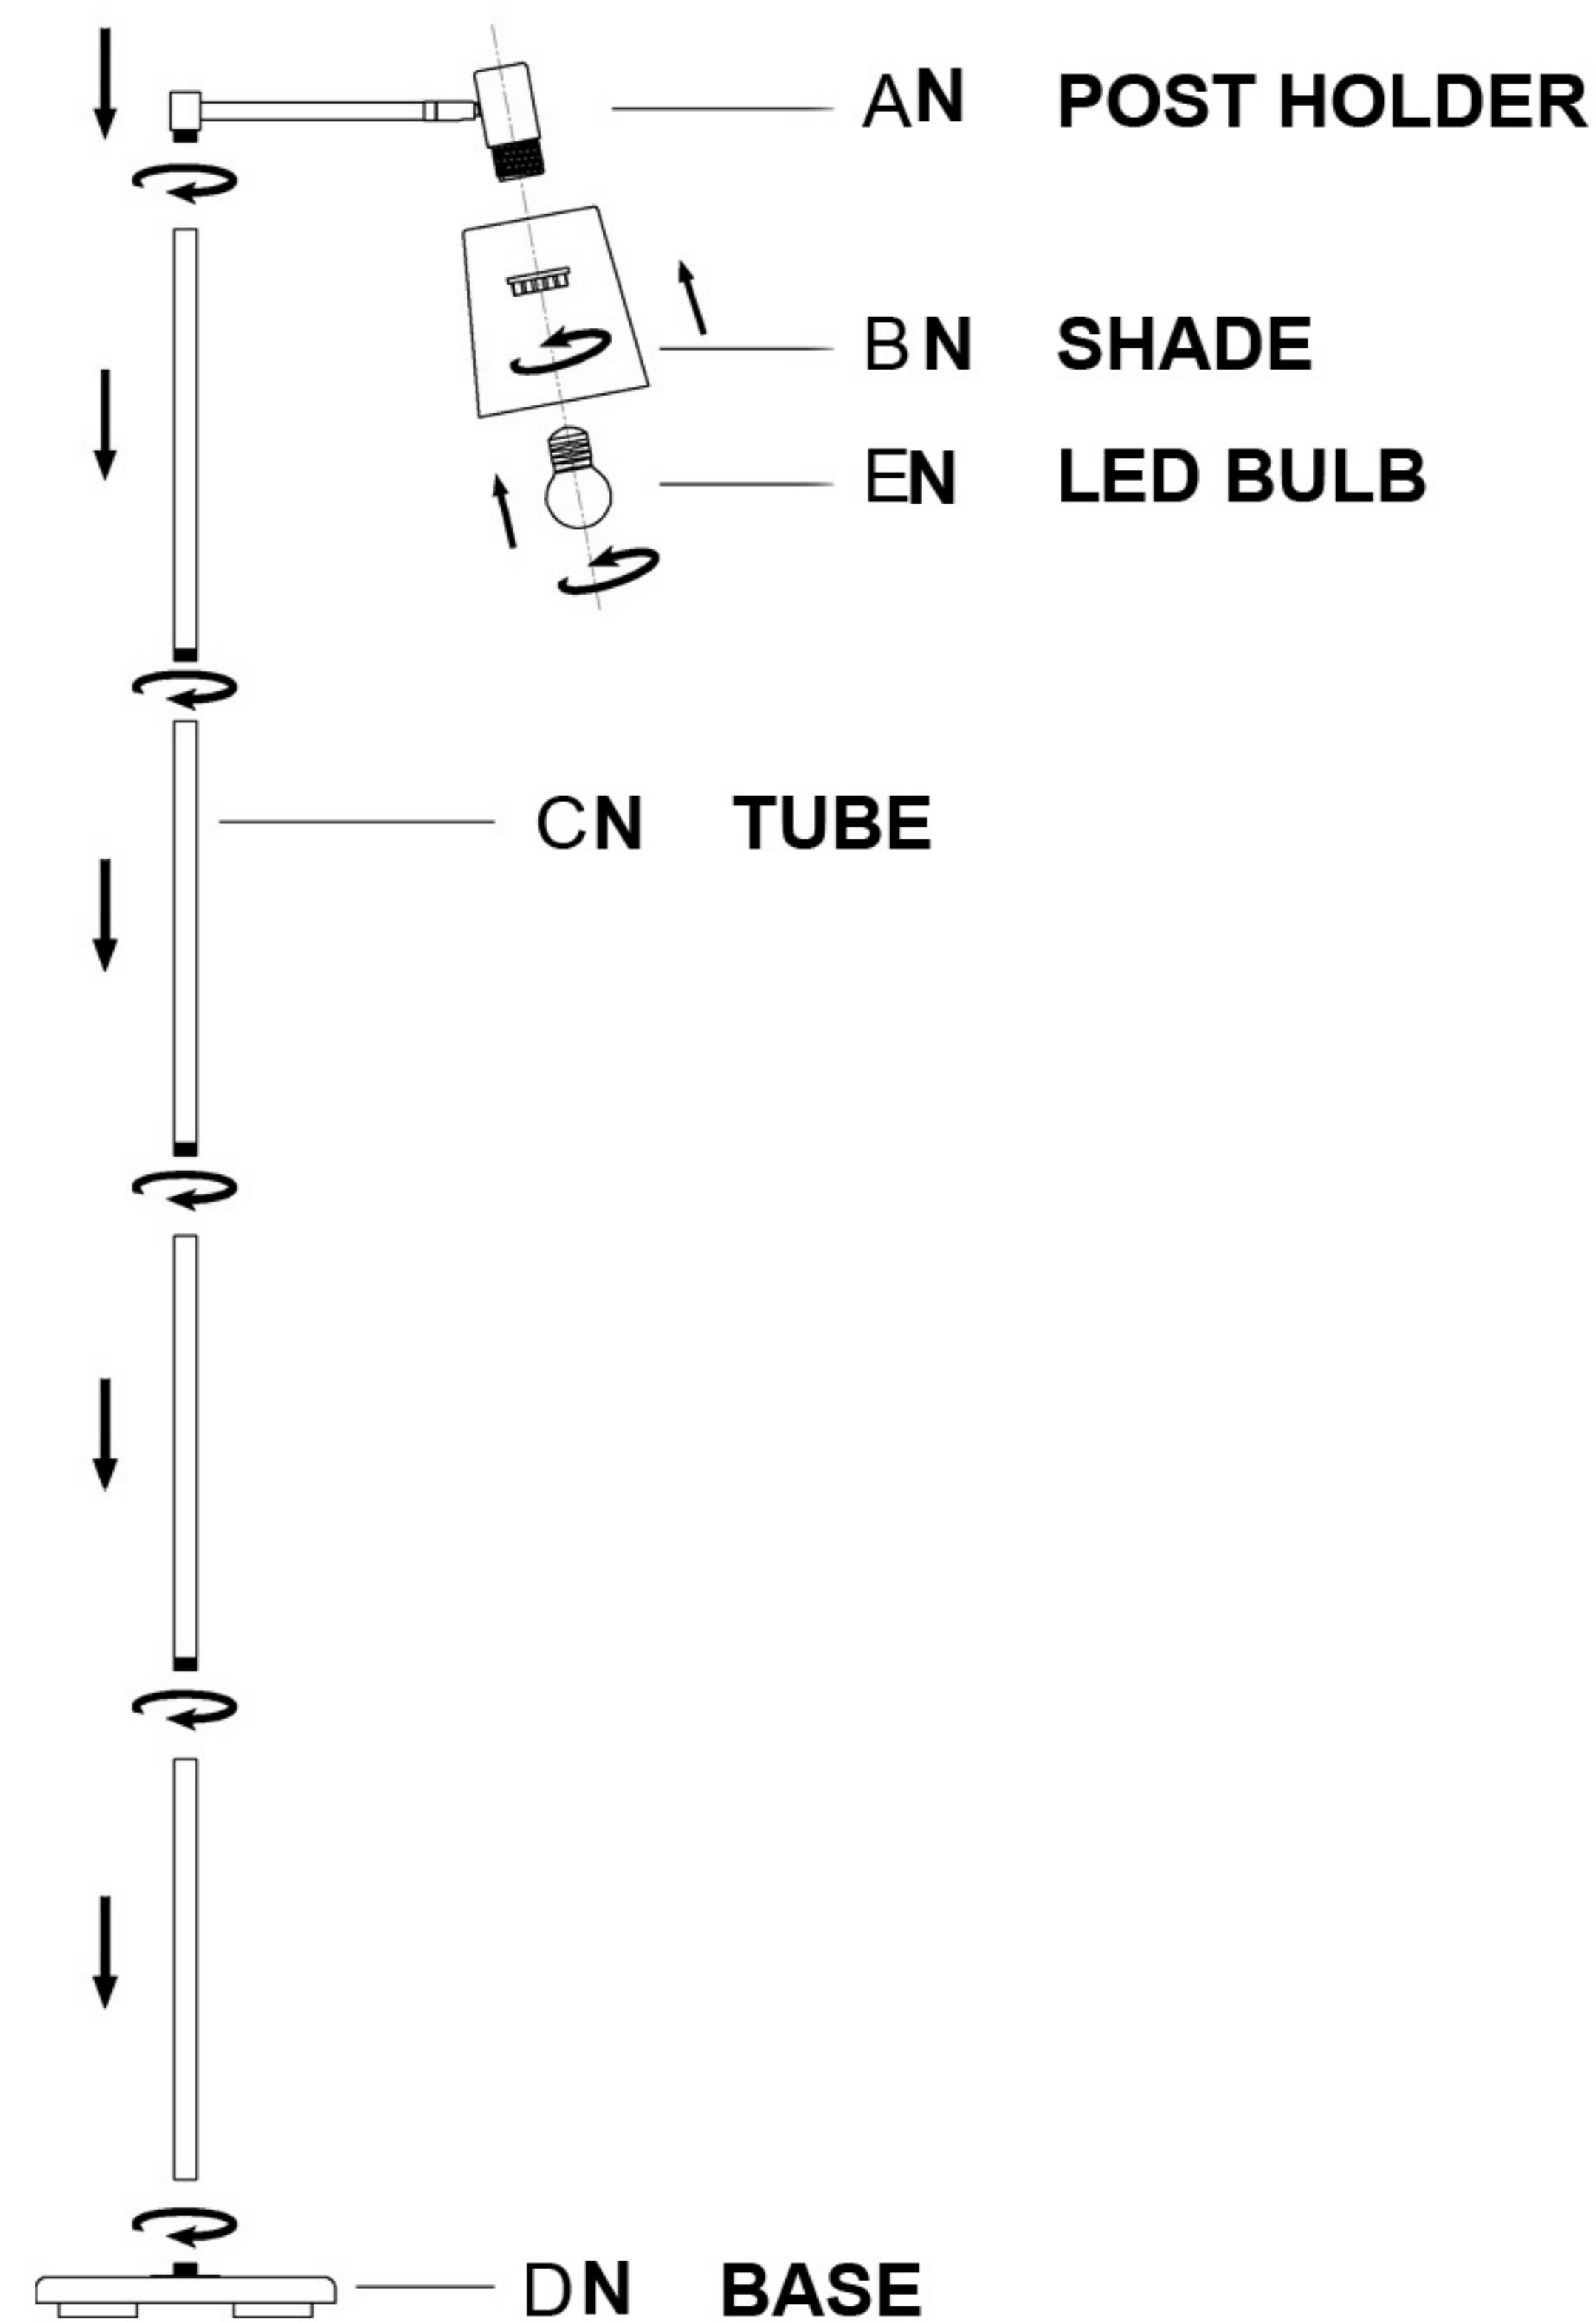 AN POST HOLDER
BN SHADE
EN LED BULB
CN TUBE
DN BASE